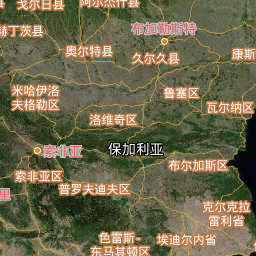 戈尔日县
阿尔杰什县
赫丁茨县
布加勒斯特
奥尔特县
久尔久县
康斯
米哈伊洛
夫格勒区
鲁塞区
瓦尔纳区
洛维奇区
索非亚
保加利亚
布尔加斯区
索非亚区
里
普罗夫迪夫区
克尔克拉
雷利省
色雷斯-
东马其顿区
埃迪尔内省